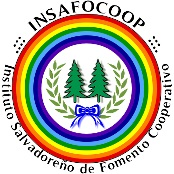 .:: INSAFOCOOP ::.
Instituto Salvadoreño de Fomento Cooperativo